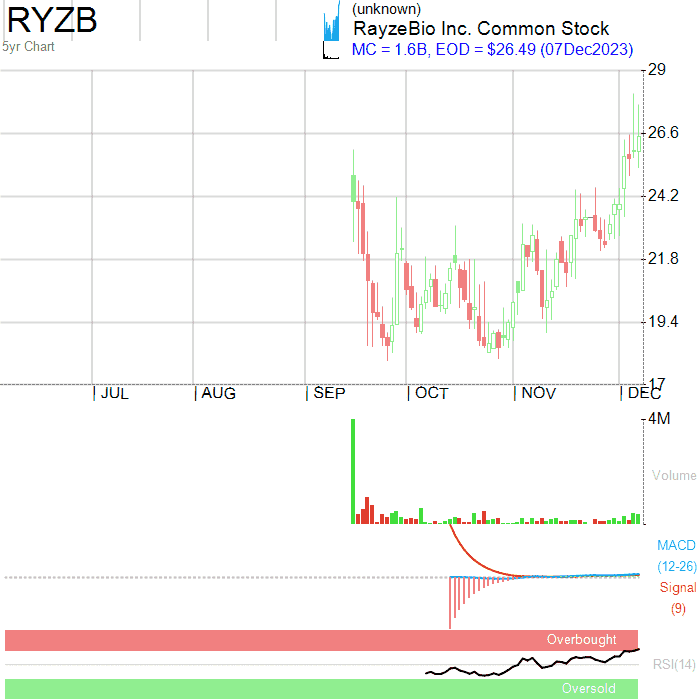 RYZB
5yr Chart
(unknown)
RayzeBio Inc. Common Stock
MC = 1.6B, EOD = $26.49 (07Dec2023)
29
26.6
24.2
21.8
19.4
17
JUL
AUG
SEP
OCT
NOV
DEC
4M
Volume
MACD
(12-26)
Signal
(9)
Overbought
RSI(14)
Oversold